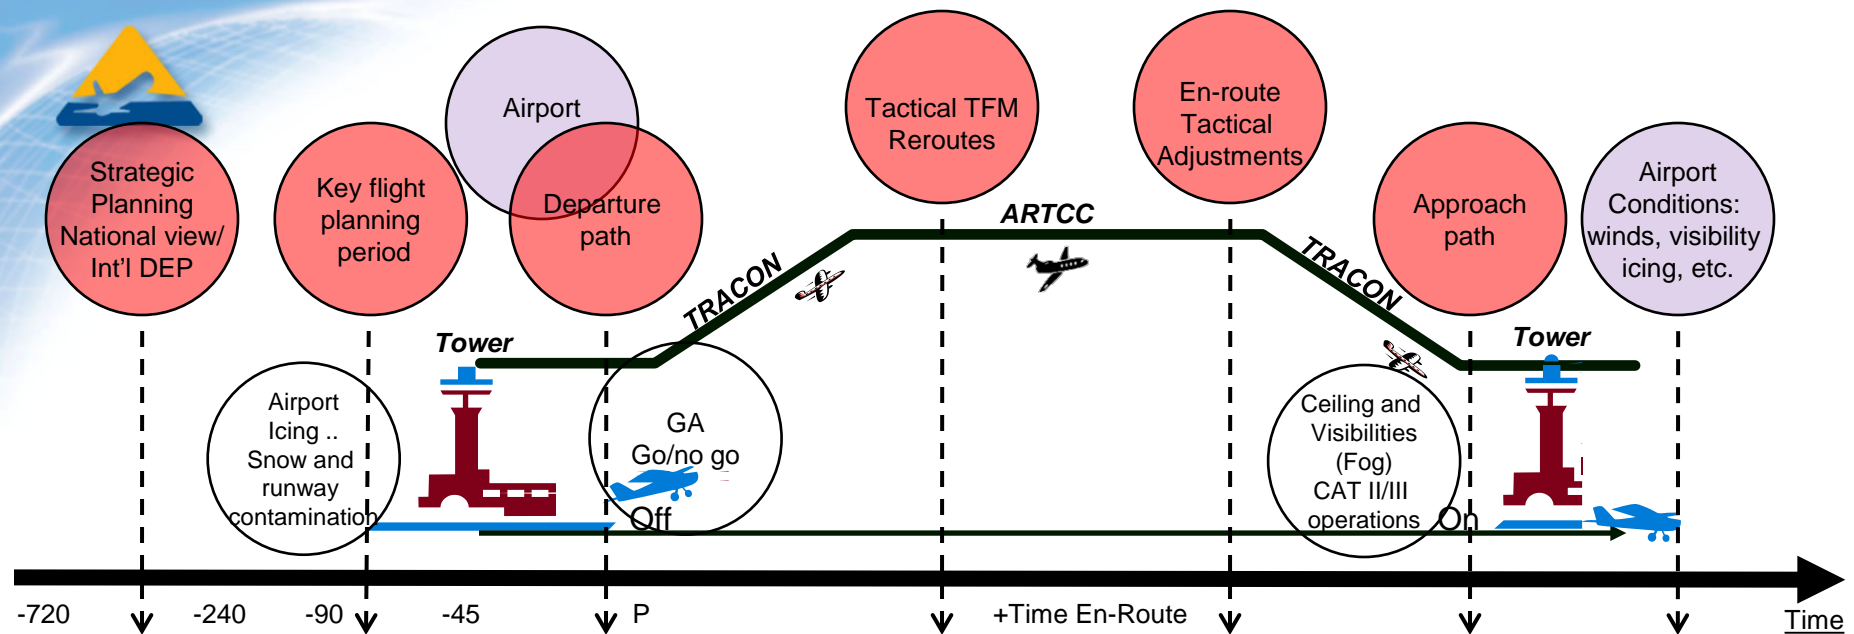 Strategic
Planning
National view/
Int'l DEP
Key flight
planning
period
Airport
Departure
path
Tactical TFM
Reroutes
En-route
Tactical
Adjustments
Approach
path
Airport
Conditions:
winds, visibility
icing, etc.
Tower
TRACON
ARTCC
TRACON
Tower
Airport
Icing ..
Snow and
runway
contamination
GA
Go/no go
Off
Ceiling and
Visibilities
(Fog)
CAT II/III
operations
On
-720
-240
-90
-45
P
+Time En-Route
Time